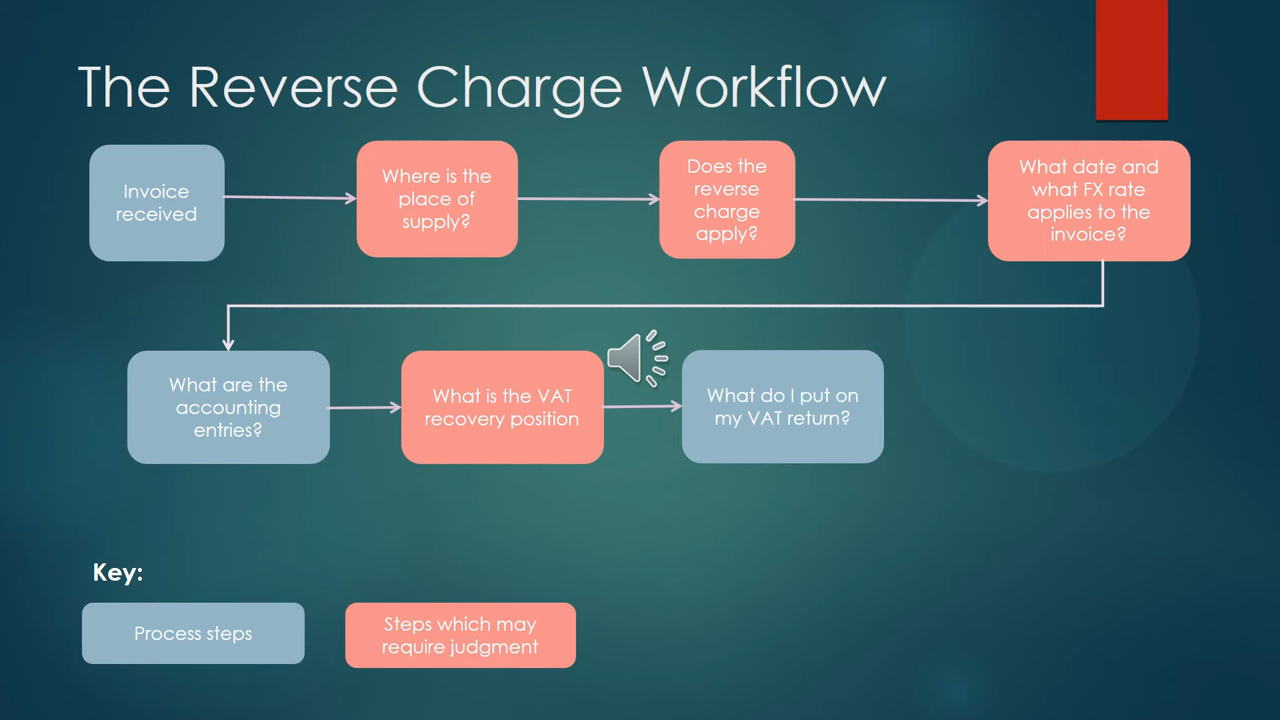 The Reverse Charge Workflow
Invoice
received
Where is the
place of
supply?
Does the
reverse
charge
apply?
What date and
what FX rate
applies to the
invoice?
What are the
accounting
entries?
What is the VAT
recovery position
What do I put on
my VAT return?
Key:
Process steps
Steps which may
require judgment